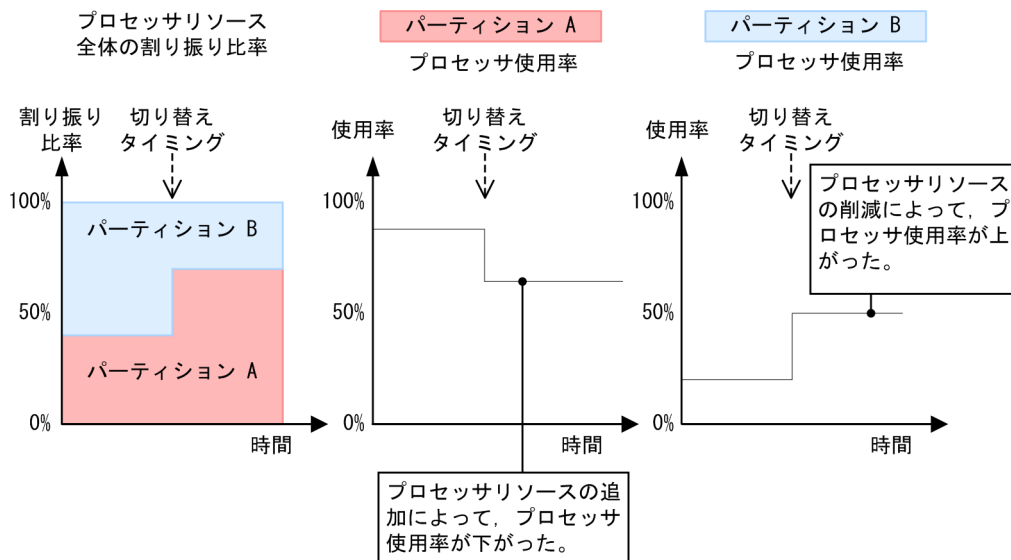 プロセッサリソース
全体の割り振り比率
割り振り
比率
切り替え
タイミング
100%
パーティション B
50%
パーティション A
0%
時間
パーティション A
プロセッサ使用率
使用率
切り替え
タイミング
100%
50%
0%
時間
プロセッサリソースの追
加によって，プロセッサ
使用率が下がった。
パーティション B
プロセッサ使用率
使用率
切り替え
タイミング
プロセッサリソース
の削減によって，プ
ロセッサ使用率が上
がった。
100%
50%
0%
時間